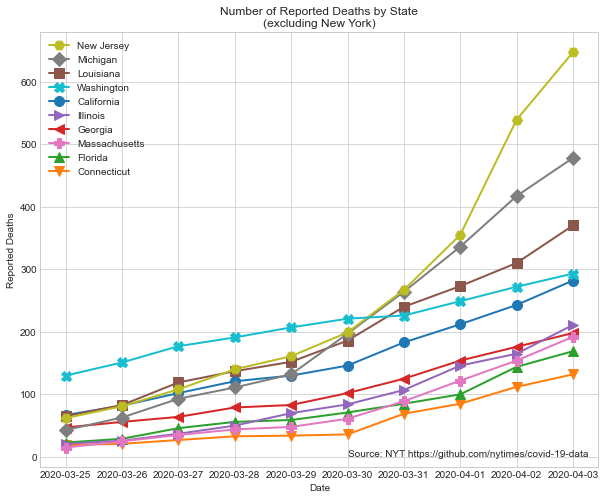 Number of Reported Deaths by State
(excluding New York)
New Jersey
Michigan
Louisiana
Washington
California
Illinois
Georgia
Massachusetts
Florida
Connecticut
Reported Deaths
600
500
400
300
200
100
0
Source: NYT https://github.com/nytimes/covid-19-data
2020-03-25 2020-03-26 2020-03-27 2020-03-28 2020-03-29 2020-03-30 2020-03-31 2020-04-01 2020-04-02 2020-04-03
Date